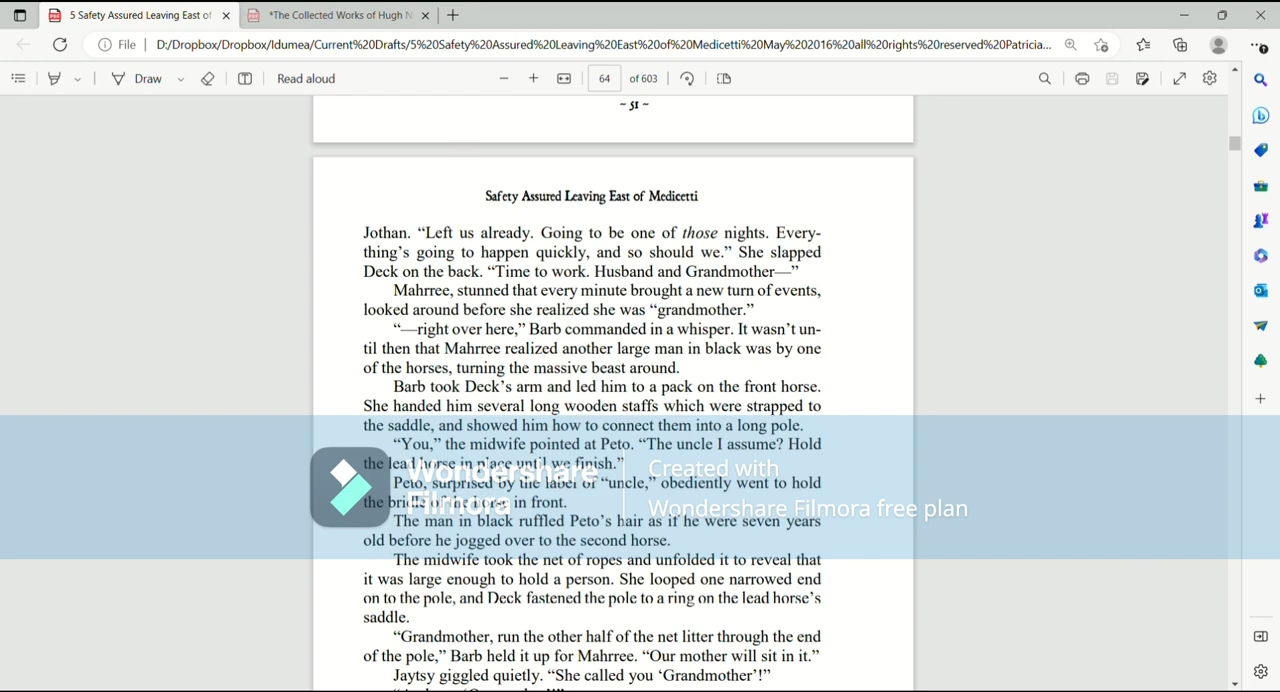 5 Safety Assured Leaving East of
*The Collected Works of Hugh N
File | D:/Dropbox/Dropbox/Idumea/Current%20Drafts/5%20Safety%20Assured%20Leaving%20East%20of%20Medicetti%20May%202016%20all%20rights%20reserved%20Patricia...
Draw
Read aloud
64 of 603
~ 51 ~
Safety Assured Leaving East of Medicetti
Jothan. “Left us already. Going to be one of those nights. Every-
thing’s going to happen quickly, and so should we.” She slapped
Deck on the back. “Time to work. Husband and Grandmother—”
Mahrree, stunned that every minute brought a new turn of events,
looked around before she realized she was “grandmother.”
“—right over here,” Barb commanded in a whisper. It wasn’t un-
til then that Mahrree realized another large man in black was by one
of the horses, turning the massive beast around.
Barb took Deck’s arm and led him to a pack on the front horse.
She handed him several long wooden staffs which were strapped to
the saddle, and showed him how to connect them into a long pole.
“You,” the midwife pointed at Peto. “The uncle I assume? Hold
the lead horse in place until we finish.”
Peto, surprised by the label of “uncle,” obediently went to hold
the bridle of the horse in front.
Wondershare
Filmora
Created with
Wondershare Filmora free plan
The man in black ruffled Peto’s hair as if he were seven years
old before he jogged over to the second horse.
The midwife took the net of ropes and unfolded it to reveal that
it was large enough to hold a person. She looped one narrowed end
on to the pole, and Deck fastened the pole to a ring on the lead horse’s
saddle.
“Grandmother, run the other half of the net litter through the end
of the pole,” Barb held it up for Mahrree. “Our mother will sit in it.”
Jaytsy giggled quietly. “She called you ‘Grandmother’!”